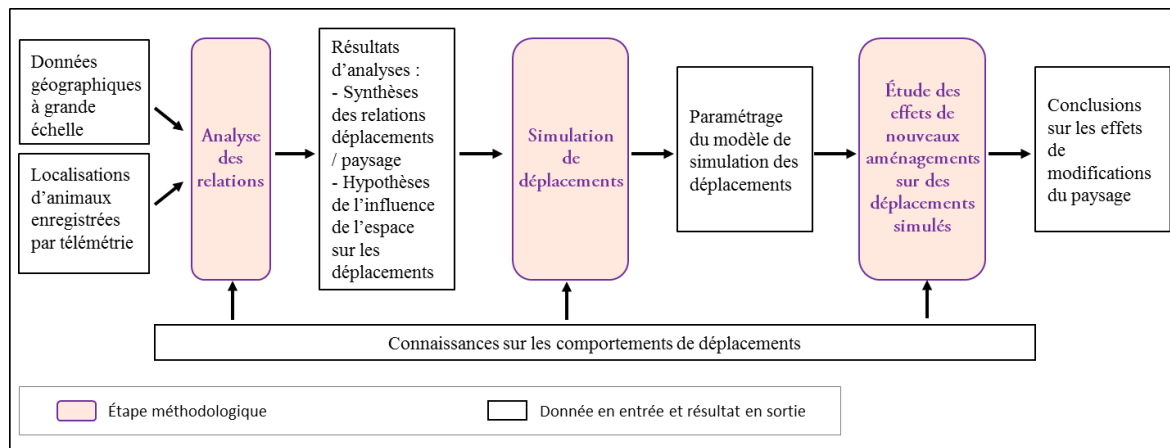 Données
géographiques
à grande
échelle
Localisations
d'animaux
enregistrées
par télémétrie
Analyse
des
relations
Résultats
d'analyses :
- Synthèses
des relations
déplacements
/ paysage
- Hypothèses
de l'influence
de l'espace
sur les
déplacements
Simulation
de
déplacements
Paramétrage
du modèle de
simulation des
déplacements
Étude des
effets de
nouveaux
aménagements
sur des
déplacements
simulés
Conclusions
sur les effets
de
modifications
du paysage
Connaissances sur les comportements de déplacements
Étape méthodologique
Donnée en entrée et résultat en sortie